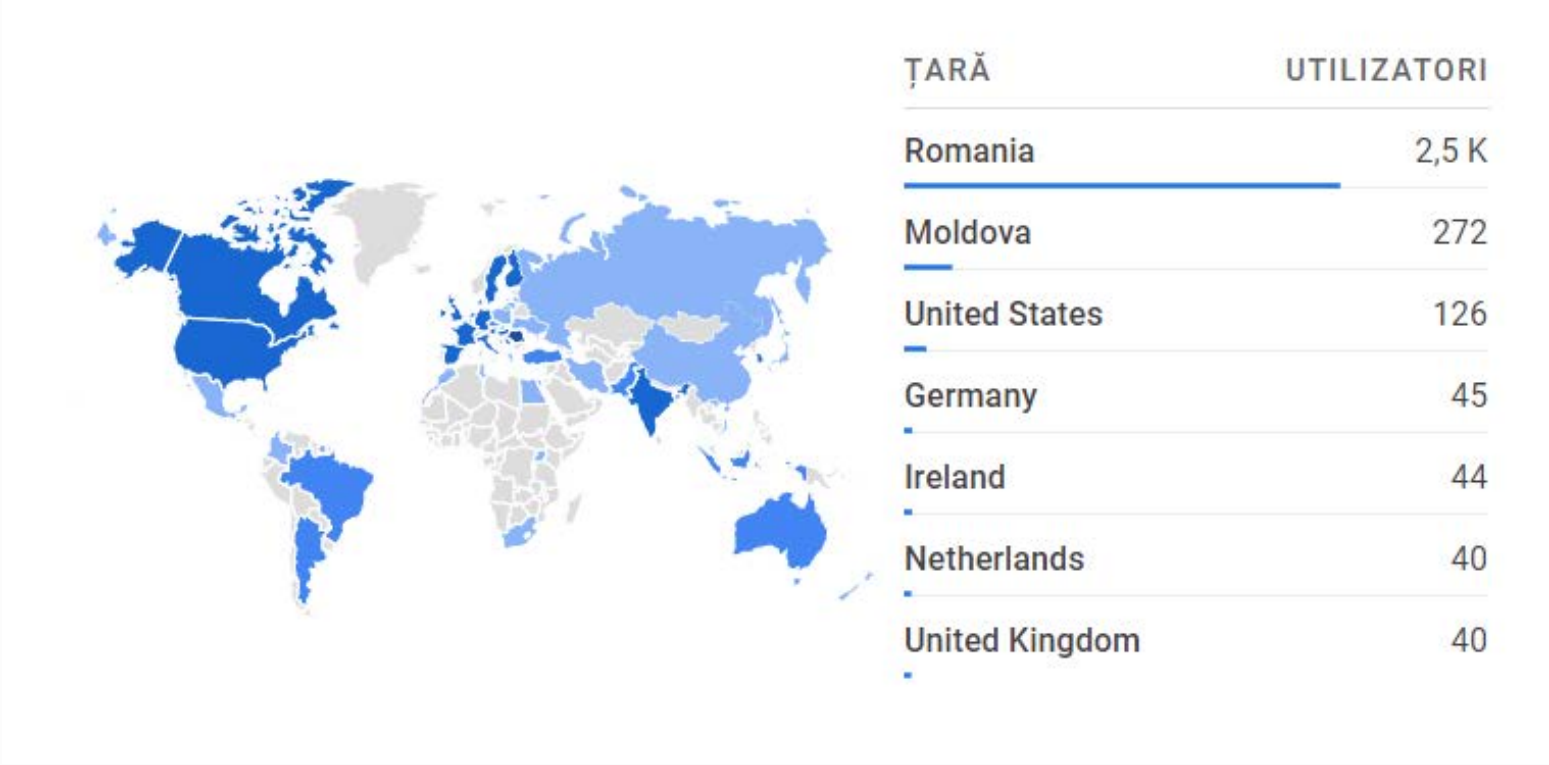 ȚARĂ UTILIZATORI
Romania 2,5 K
Moldova 272
United States 126
Germany 45
Ireland 44
Netherlands 40
United Kingdom 40